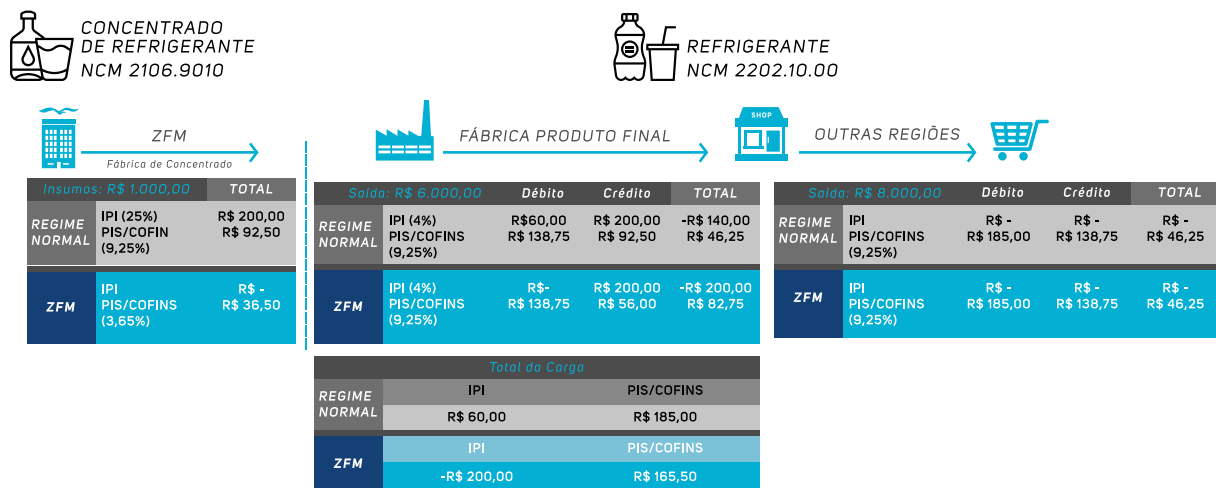 CONCENTRADO
DE REFRIGERANTE
NCM 2106.9010
REFRIGERANTE
NCM 2202.10.00
ZFM
Fábrica de Concentrado
FÁBRICA PRODUTO FINAL
SHOP
OUTRAS REGIÕES
Insumos: R$ 1.000,00 TOTAL
REGIME NORMAL
IPI (25%) R$ 200,00
PIS/COFIN R$ 92,50
(9,25%)
ZFM
IPI R$ -
PIS/COFINS R$ 36,50
(3,65%)
Saída: R$ 6.000,00 Débito Crédito TOTAL
REGIME NORMAL
IPI (4%) R$60,00 R$ 200,00 -R$ 140,00
PIS/COFINS R$ 138,75 R$ 92,50 R$ 46,25
(9,25%)
ZFM
IPI (4%) R$- R$ 200,00 -R$ 200,00
PIS/COFINS R$ 138,75 R$ 56,00 R$ 82,75
(9,25%)
Saída: R$ 8.000,00 Débito Crédito TOTAL
REGIME NORMAL
IPI R$ - R$ - R$ -
PIS/COFINS R$ 185,00 R$ 138,75 R$ 46,25
(9,25%)
ZFM
IPI R$ - R$ - R$ -
PIS/COFINS R$ 185,00 R$ 138,75 R$ 46,25
(9,25%)
Total da Carga
REGIME NORMAL
IPI PIS/COFINS
R$ 60,00 R$ 185,00
ZFM
IPI PIS/COFINS
-R$ 200,00 R$ 165,50